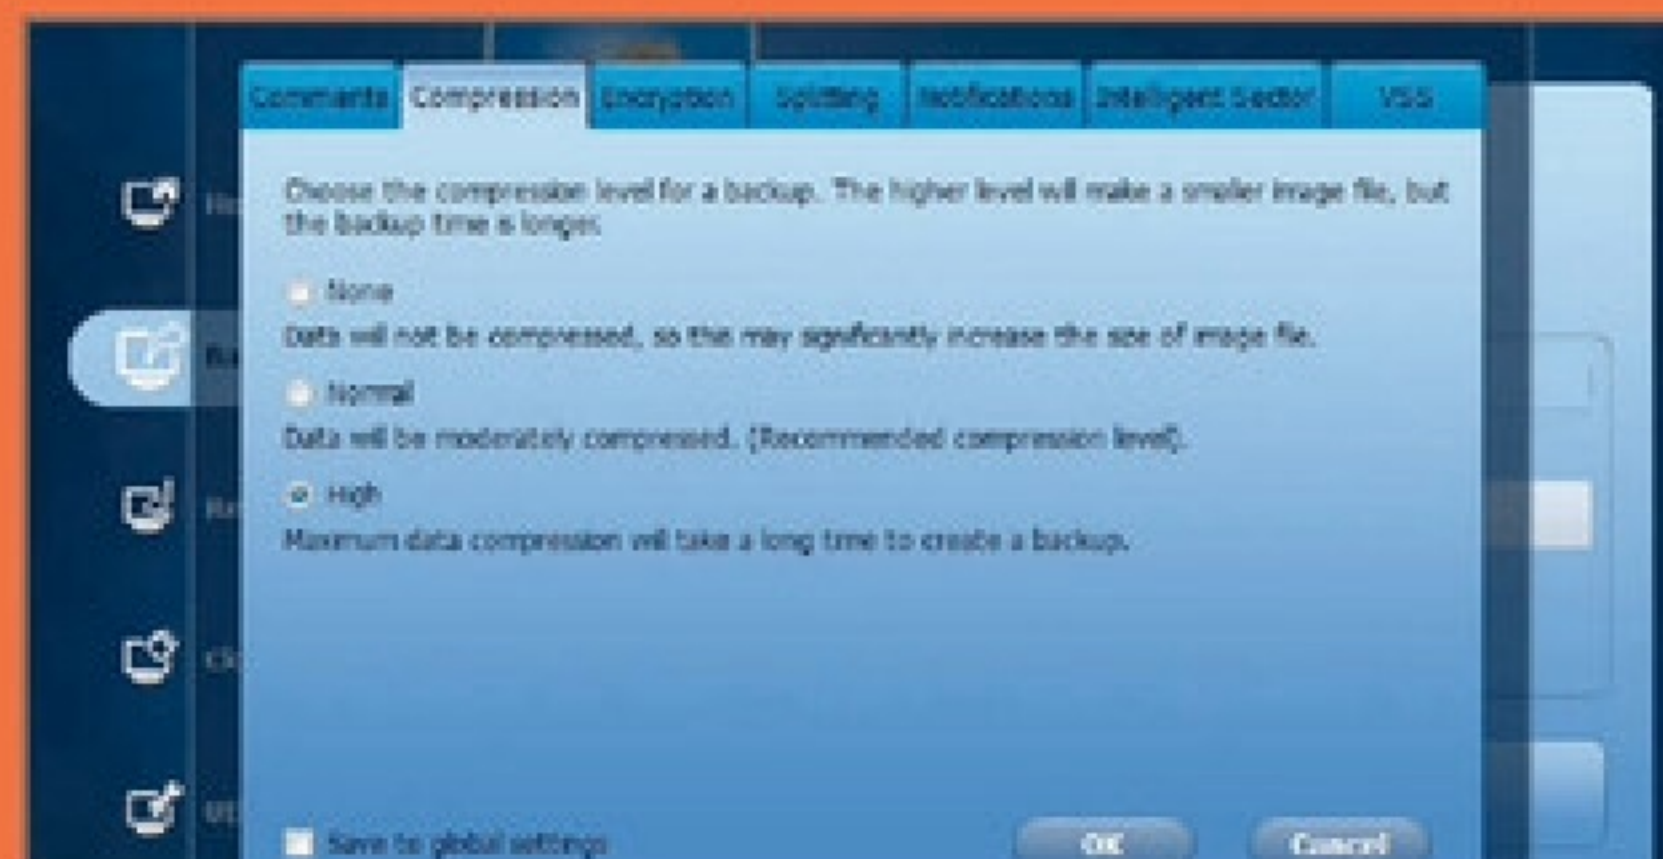 Comments Compression Encryption Splitting Notifications Intelligent Sector VSS
Choose the compression level for a backup. The higher level will make a smaller image file, but
the backup time is longer.
None
Data will not be compressed, so this may significantly increase the size of image file.
Normal
Data will be moderately compressed. (Recommended compression level).
High
Maximum data compression will take a long time to create a backup.
Save to global settings
OK Cancel